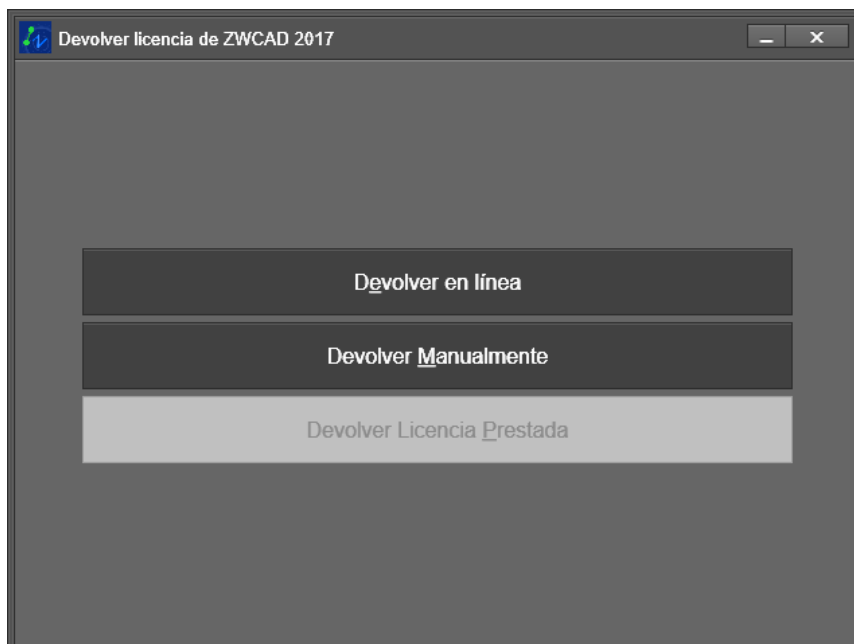 Devolver licencia de ZWCAD 2017
Devolver en línea
Devolver Manualmente
Devolver Licencia Prestada